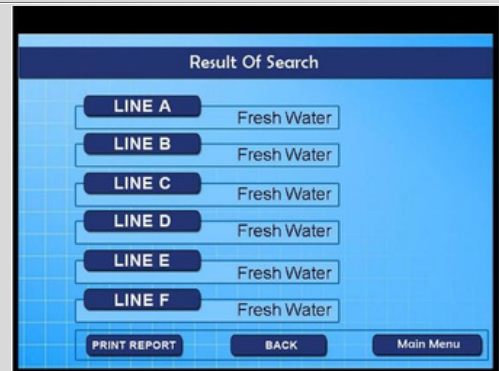 Result Of Search
LINE A
Fresh Water
LINE B
Fresh Water
LINE C
Fresh Water
LINE D
Fresh Water
LINE E
Fresh Water
LINE F
Fresh Water
PRINT REPORT BACK Main Menu